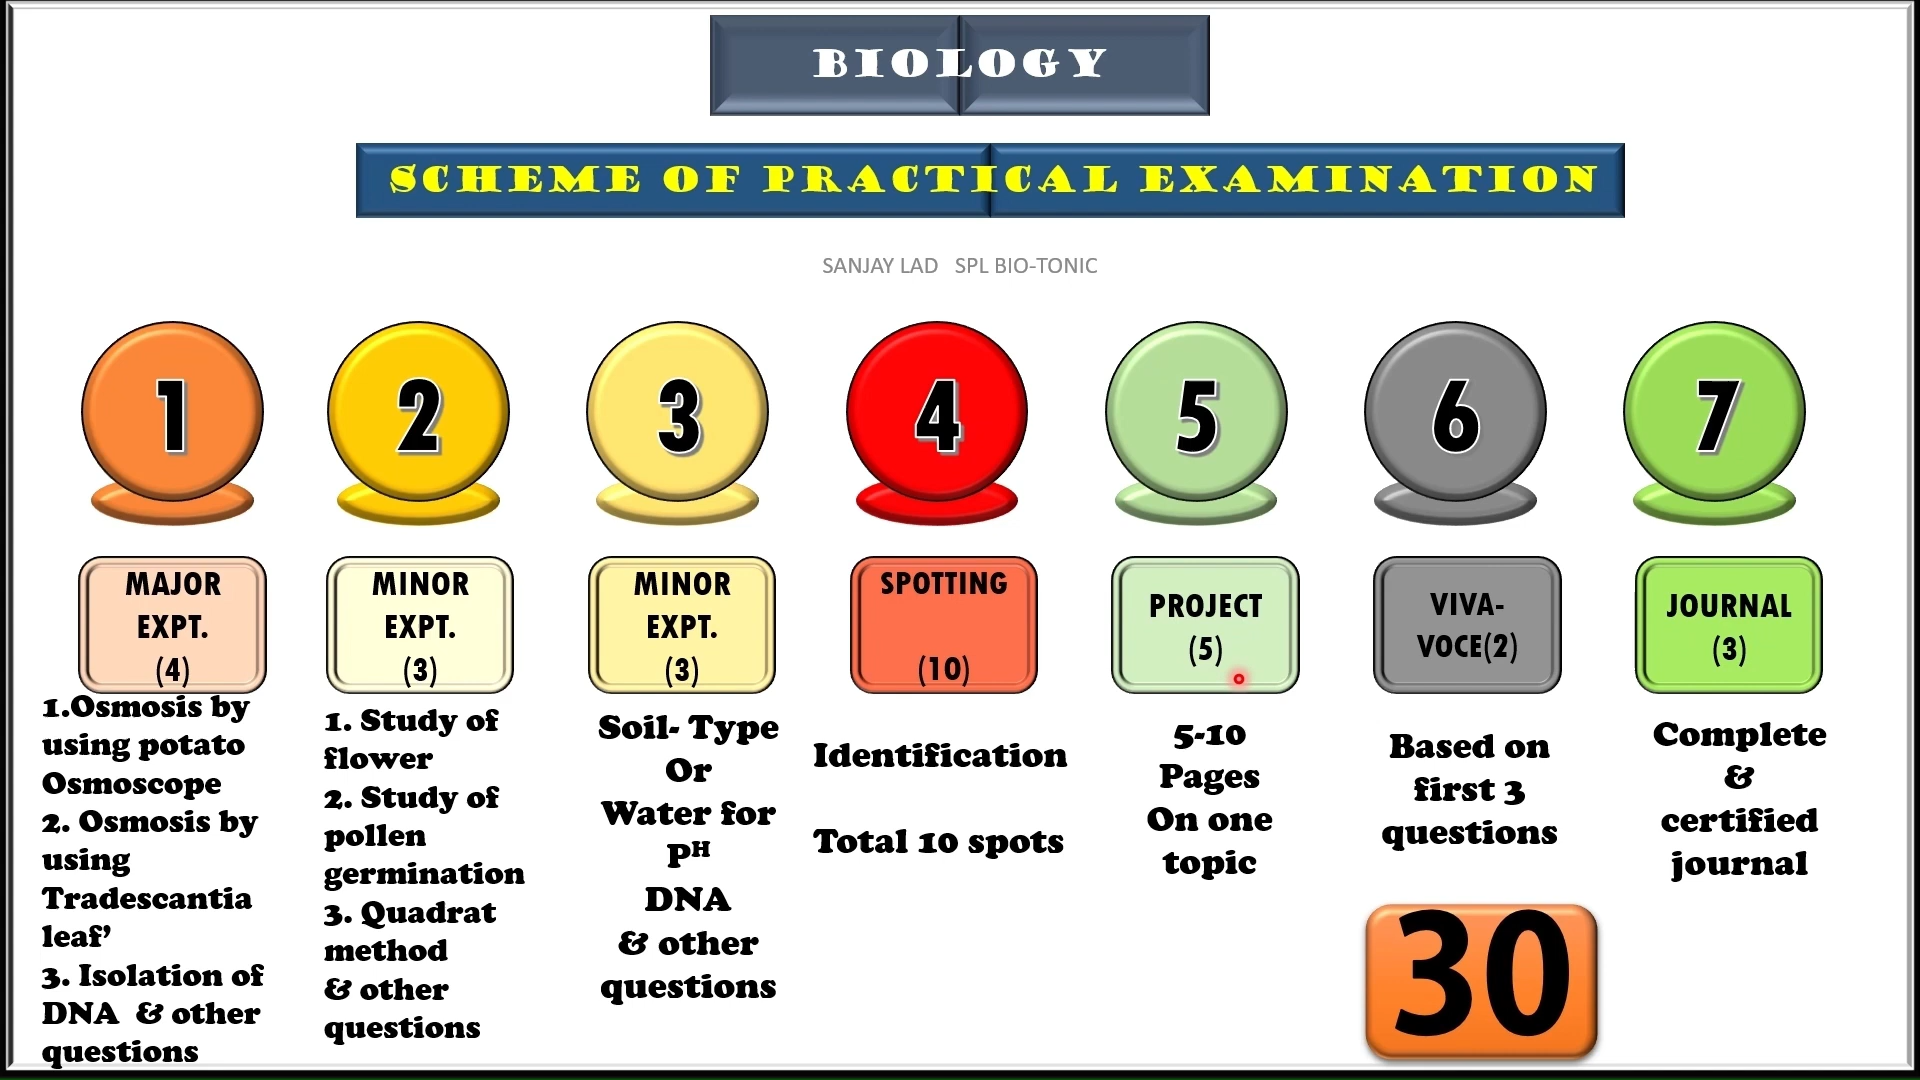 BIOLOGY
SCHEME OF PRACTICAL EXAMINATION
SANJAY LAD SPL BIO-TONIC
1
2
3
4
5
6
7
MAJOR
EXPT.
(4)
MINOR
EXPT.
(3)
MINOR
EXPT.
(3)
SPOTTING
(10)
PROJECT
(5)
VIVA-
VOCE(2)
JOURNAL
(3)
1.Osmosis by
using potato
Osmoscope
2. Osmosis by
using
Tradescantia
leaf’
3. Isolation of
DNA & other
questions
1. Study of
flower
2. Study of
pollen
germination
3. Quadrat
method
& other
questions
Soil- Type
Or
Water for
Pᴴ
DNA
& other
questions
Identification
Total 10 spots
5-10
Pages
On one
topic
Based on
first 3
questions
Complete
&
certified
journal
30